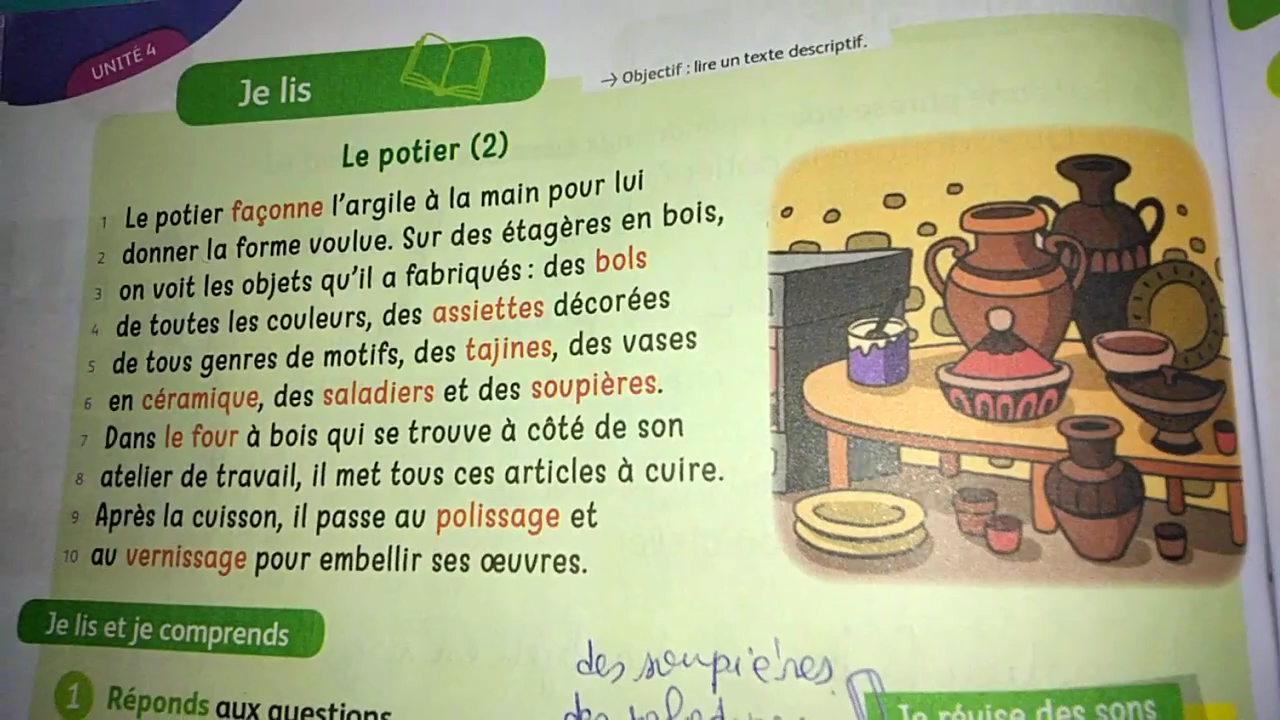 UNITÉ 4
Je lis
→ Objectif : lire un texte descriptif.
Le potier (2)
1 Le potier façonne l'argile à la main pour lui
2 donner la forme voulue. Sur des étagères en bois,
3 on voit les objets qu'il a fabriqués : des bols
4 de toutes les couleurs, des assiettes décorées
5 de tous genres de motifs, des tajines, des vases
6 en céramique, des saladiers et des soupières.
7 Dans le four à bois qui se trouve à côté de son
8 atelier de travail, il met tous ces articles à cuire.
9 Après la cuisson, il passe au polissage et
10 au vernissage pour embellir ses œuvres.
Je lis et je comprends
des soupières
des
1 Réponds aux questions
Je révise des sons